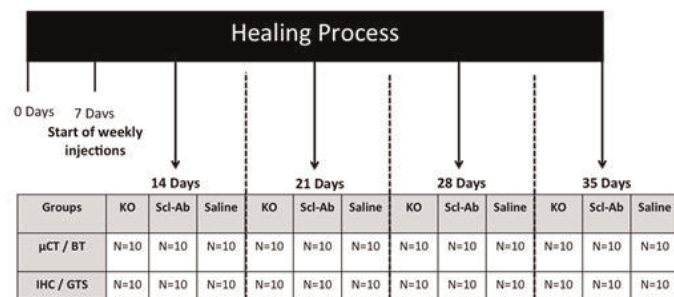 Healing Process
0 Days 7 Days
Start of weekly
injections
14 Days 21 Days 28 Days 35 Days
Groups KO Scl-Ab Saline KO Scl-Ab Saline KO Scl-Ab Saline KO Scl-Ab Saline
μCT / BT N=10 N=10 N=10 N=10 N=10 N=10 N=10 N=10 N=10 N=10 N=10 N=10
IHC / GTS N=10 N=10 N=10 N=10 N=10 N=10 N=10 N=10 N=10 N=10 N=10 N=10